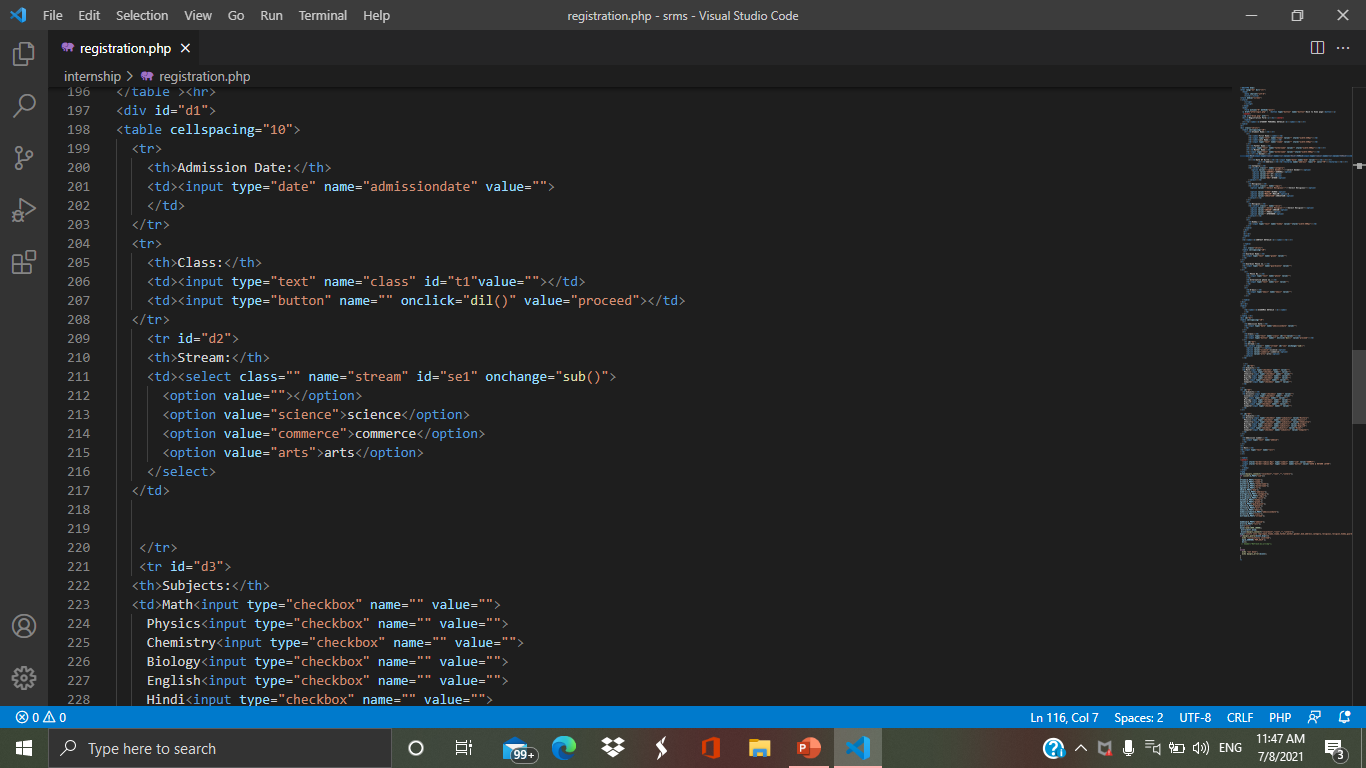 File Edit Selection View Go Run Terminal Help registration.php - srms - Visual Studio Code
registration.php
internship > registration.php
196 </table ><hr>
197 <div id="d1">
198 <table cellspacing="10">
199 <tr>
200 <th>Admission Date:</th>
201 <td><input type="date" name="admissiondate" value="">
202 </td>
203 </tr>
204 <tr>
205 <th>Class:</th>
206 <td><input type="text" name="class" id="t1"value=""></td>
207 <td><input type="button" name="" onclick="dil()" value="proceed"></td>
208 </tr>
209 <tr id="d2">
210 <th>Stream:</th>
211 <td><select class="" name="stream" id="se1" onchange="sub()">
212 <option value=""></option>
213 <option value="science">science</option>
214 <option value="commerce">commerce</option>
215 <option value="arts">arts</option>
216 </select>
217 </td>
218
219
220 </tr>
221 <tr id="d3">
222 <th>Subjects:</th>
223 <td>Math<input type="checkbox" name="" value="">
224 Physics<input type="checkbox" name="" value="">
225 Chemistry<input type="checkbox" name="" value="">
226 Biology<input type="checkbox" name="" value="">
227 English<input type="checkbox" name="" value="">
228 Hindi<input type="checkbox" name="" value="">
0 0 Ln 116, Col 7 Spaces: 2 UTF-8 CRLF PHP
Type here to search 99+ ENG 11:47 AM
7/8/2021 3